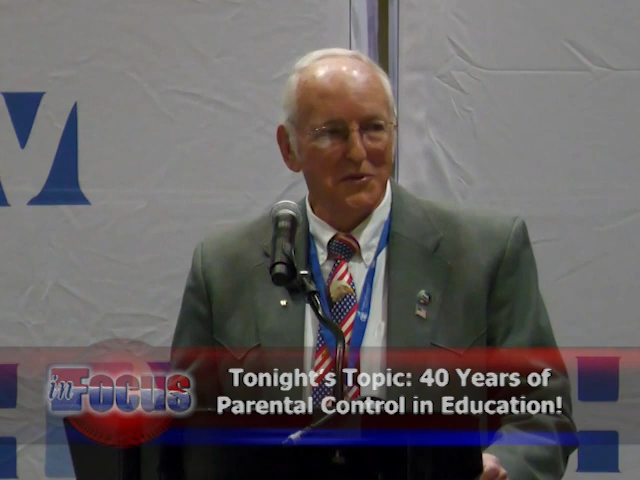 in Focus
Tonight's Topic: 40 Years of
Parental Control in Education!